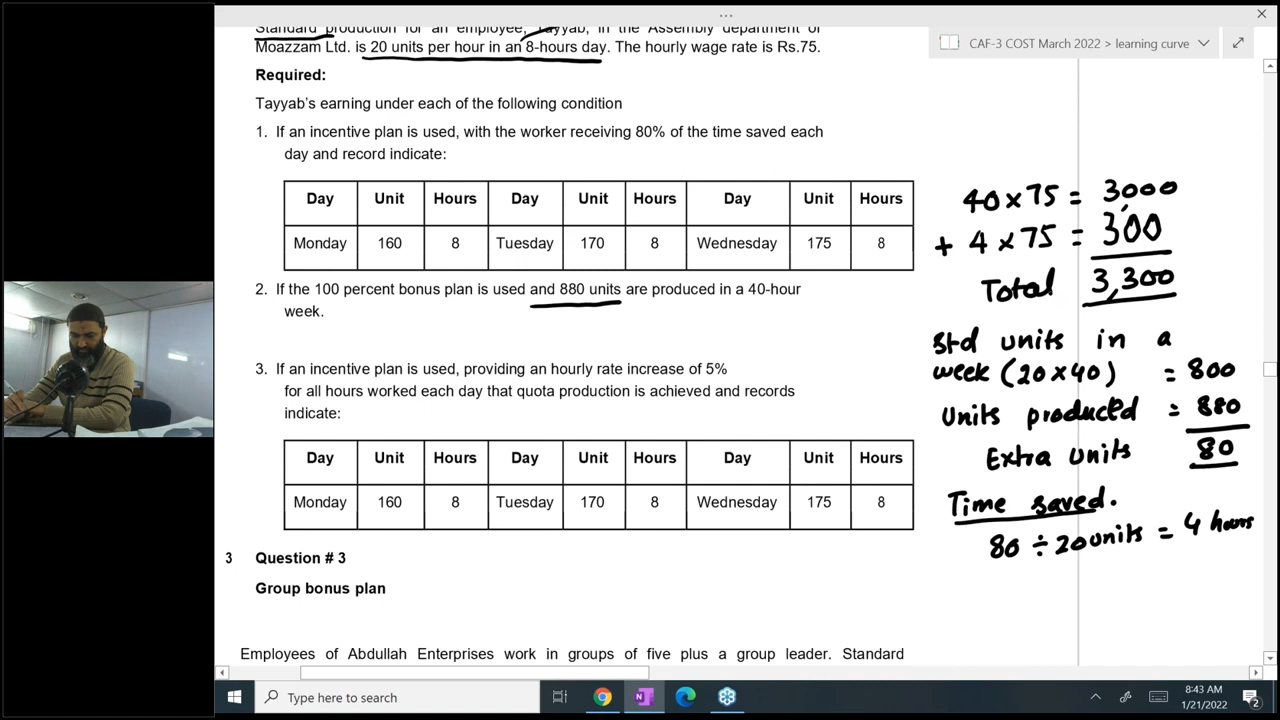 Standard production for an employee, Tayyab, in the Assembly department of
Moazzam Ltd. is 20 units per hour in an 8-hours day. The hourly wage rate is Rs.75.
Required:
Tayyab's earning under each of the following condition
1. If an incentive plan is used, with the worker receiving 80% of the time saved each
day and record indicate:
Day Unit Hours Day Unit Hours Day Unit Hours
Monday 160 8 Tuesday 170 8 Wednesday 175 8
2. If the 100 percent bonus plan is used and 880 units are produced in a 40-hour
week.
3. If an incentive plan is used, providing an hourly rate increase of 5%
for all hours worked each day that quota production is achieved and records
indicate:
Day Unit Hours Day Unit Hours Day Unit Hours
Monday 160 8 Tuesday 170 8 Wednesday 175 8
3 Question # 3
Group bonus plan
Employees of Abdullah Enterprises work in groups of five plus a group leader. Standard
CAF-3 COST March 2022 > learning curve
40 × 75 = 3,000
+ 4 × 75 = 300
Total 3,300
Std units in a
week (20 × 40) = 800
Units produced = 880
Extra units 80
Time saved.
80 ÷ 20 units = 4 hours
Type here to search
8:43 AM
1/21/2022
2